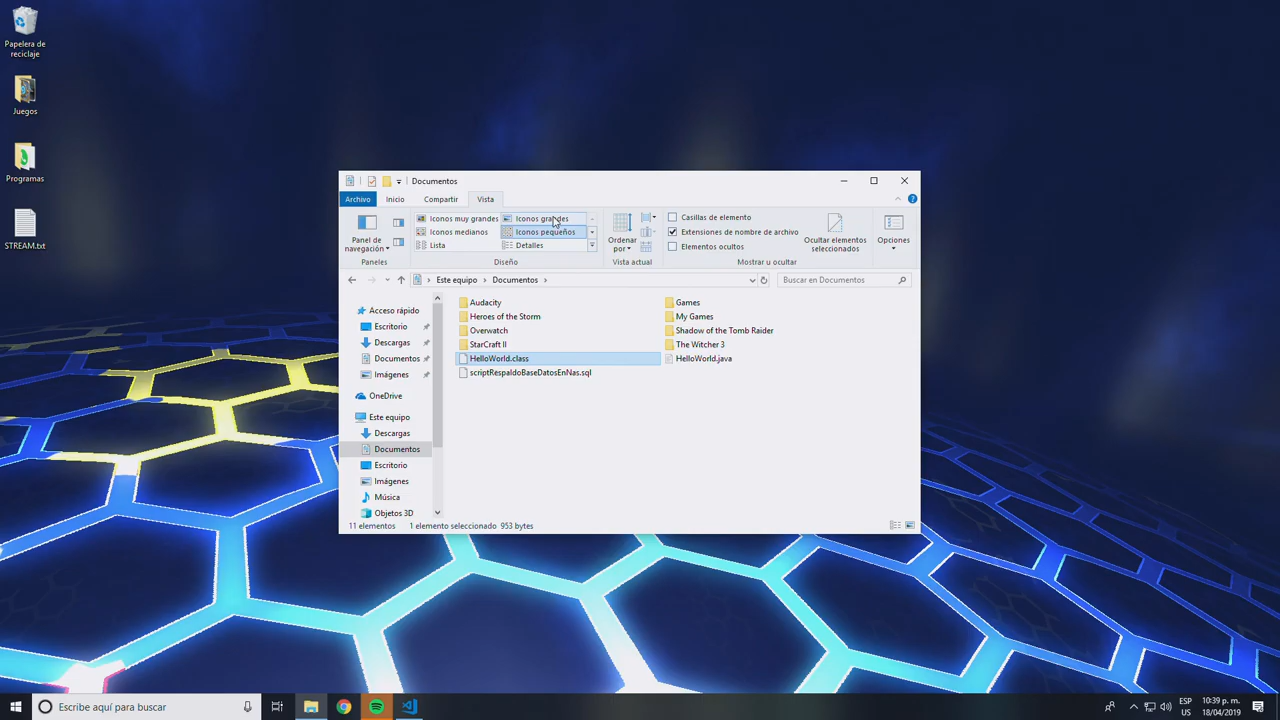 Papelera de
reciclaje
Juegos
Programas
STREAM.txt
Documentos
Archivo
Inicio
Compartir
Vista
Panel de
navegación
Paneles
Iconos muy grandes
Iconos grandes
Iconos medianos
Iconos pequeños
Lista
Detalles
Diseño
Ordenar
por
Vista actual
Casillas de elemento
Extensiones de nombre de archivo
Elementos ocultos
Ocultar elementos
seleccionados
Mostrar u ocultar
Opciones
Este equipo
Documentos
Buscar en Documentos
Acceso rápido
Escritorio
Descargas
Documentos
Imágenes
OneDrive
Este equipo
Descargas
Documentos
Escritorio
Imágenes
Música
Objetos 3D
Audacity
Games
Heroes of the Storm
My Games
Overwatch
Shadow of the Tomb Raider
StarCraft II
The Witcher 3
HelloWorld.class
HelloWorld.java
scriptRespaldoBaseDatosEnNas.sql
11 elementos
1 elemento seleccionado 953 bytes
Escribe aquí para buscar
ESP
US
10:39 p. m.
18/04/2019